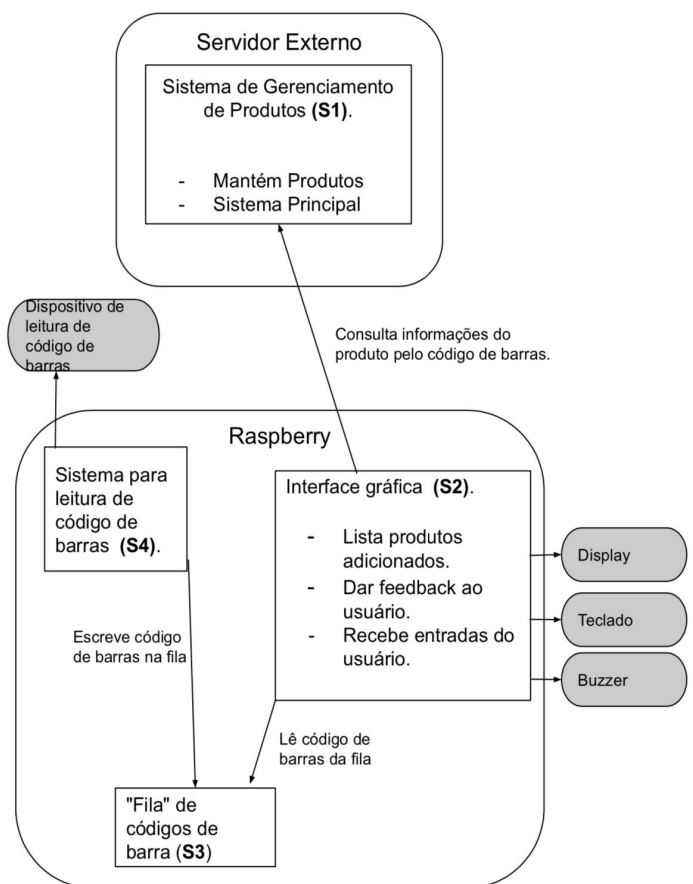 Servidor Externo
Sistema de Gerenciamento
de Produtos (S1).
- Mantém Produtos
- Sistema Principal
Dispositivo de
leitura de
código de
barras
Consulta informações do
produto pelo código de barras.
Raspberry
Sistema para
leitura de
código de
barras (S4).
Interface gráfica (S2).
- Lista produtos
adicionados.
- Dar feedback ao
usuário.
- Recebe entradas do
usuário.
Display
Teclado
Buzzer
Escreve código
de barras na fila
Lê código de
barras da fila
"Fila" de
códigos de
barra (S3)